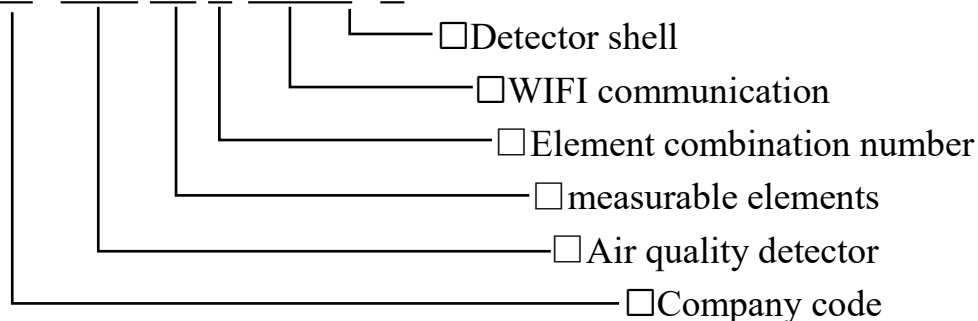 □Detector shell
□WIFI communication
□Element combination number
□measurable elements
□Air quality detector
□Company code